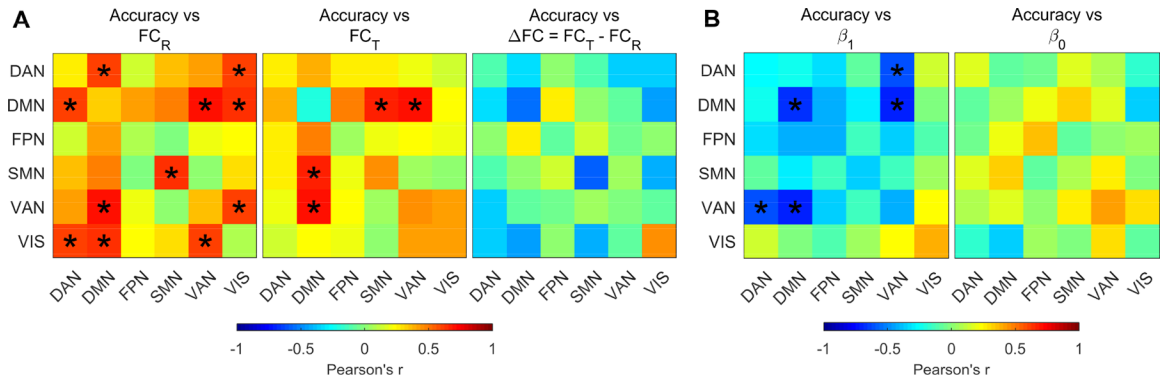 A
Accuracy vs
FC_R
Accuracy vs
FC_T
Accuracy vs
ΔFC = FC_T - FC_R
DAN
DMN
FPN
SMN
VAN
VIS
* *
* * *
*
* *
* * *
DAN DMN FPN SMN VAN VIS
* *
*
*
DAN DMN FPN SMN VAN VIS
DAN DMN FPN SMN VAN VIS
-1 -0.5 0 0.5 1
Pearson's r
B
Accuracy vs
β_1
Accuracy vs
β_0
DAN
DMN
FPN
SMN
VAN
VIS
*
* *
* *
DAN DMN FPN SMN VAN VIS
DAN DMN FPN SMN VAN VIS
-1 -0.5 0 0.5 1
Pearson's r